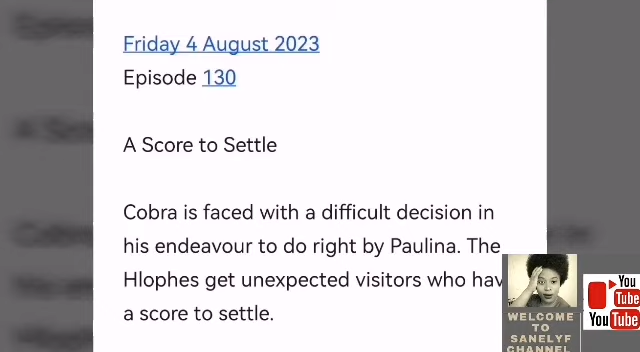 Friday 4 August 2023
Episode 130
A Score to Settle
Cobra is faced with a difficult decision in
his endeavour to do right by Paulina. The
Hlophes get unexpected visitors who hav
a score to settle.
WELCOME
TO
SANELYF
CHANNEL
You
Tube
You Tube